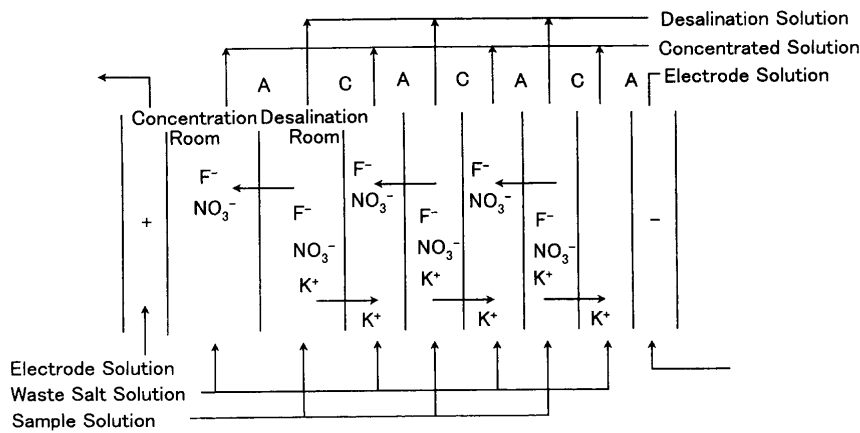 Desalination Solution
Concentrated Solution
Electrode Solution
A C A C A C A
Concentration Desalination
Room Room
F⁻ F⁻ F⁻
NO₃⁻ NO₃⁻ NO₃⁻
F⁻ F⁻ F⁻
+ −
NO₃⁻ NO₃⁻ NO₃⁻
K⁺ K⁺ K⁺
K⁺ K⁺ K⁺
Electrode Solution
Waste Salt Solution
Sample Solution